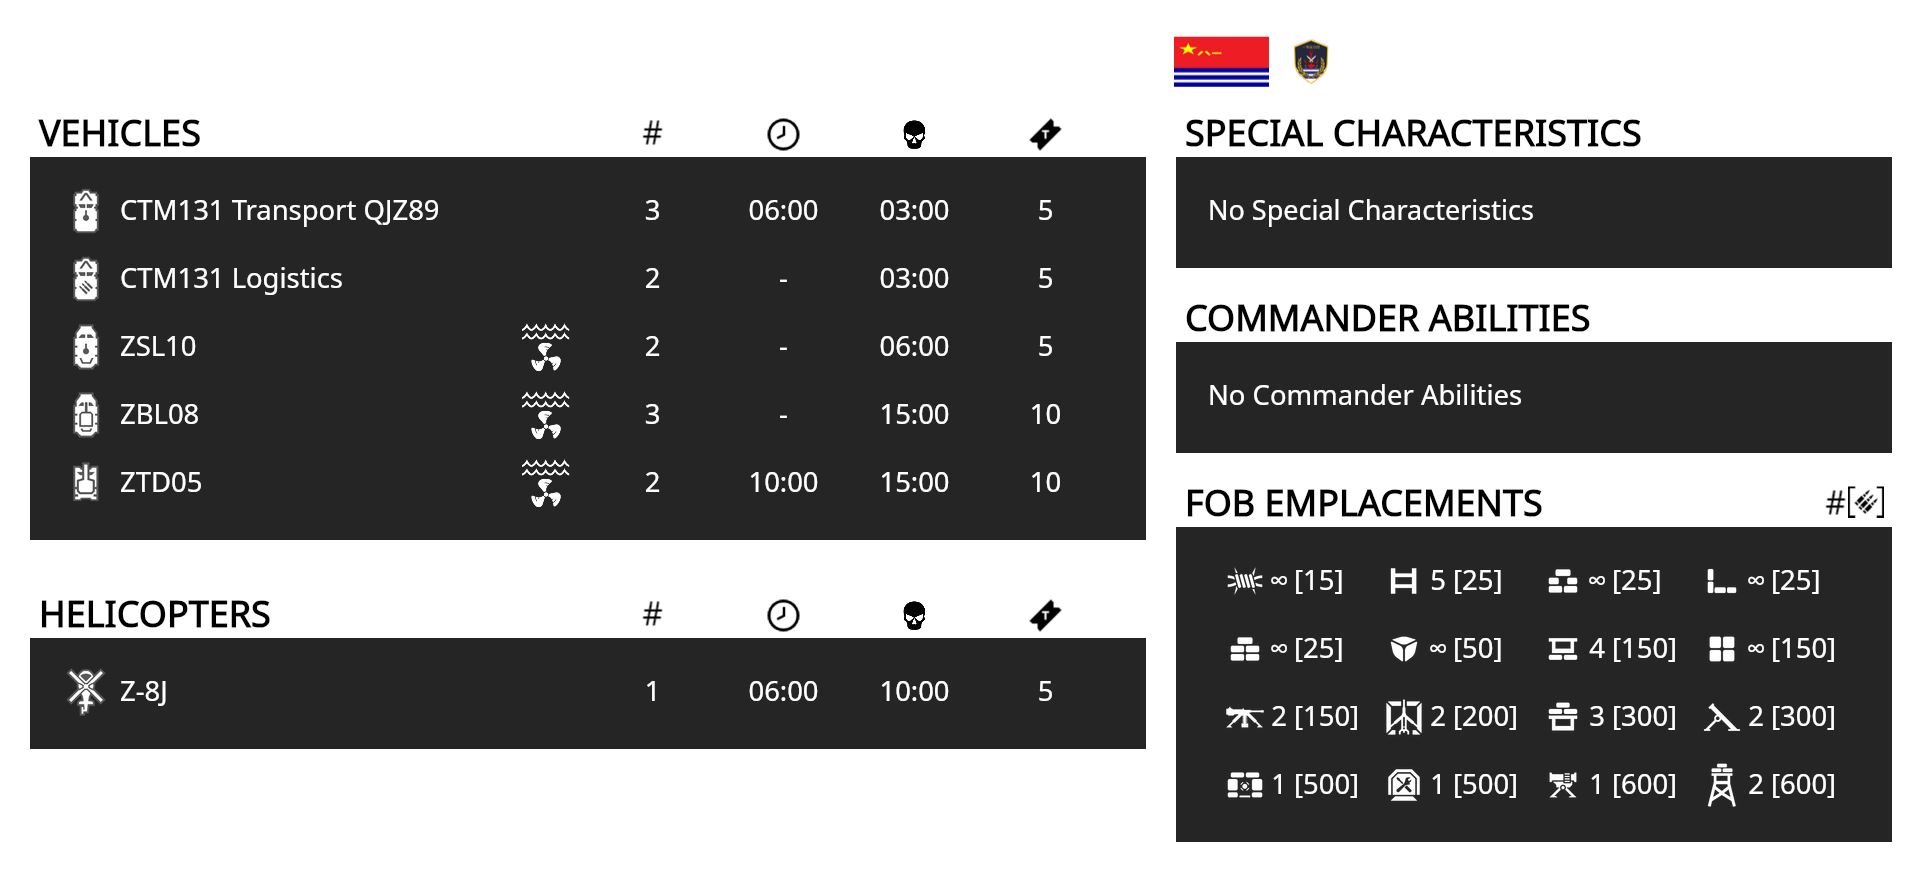 VEHICLES #
CTM131 Transport QJZ89 3 06:00 03:00 5
CTM131 Logistics 2 - 03:00 5
ZSL10 2 - 06:00 5
ZBL08 3 - 15:00 10
ZTD05 2 10:00 15:00 10
HELICOPTERS #
Z-8J 1 06:00 10:00 5
SPECIAL CHARACTERISTICS
No Special Characteristics
COMMANDER ABILITIES
No Commander Abilities
FOB EMPLACEMENTS #[ ]
∞ [15] 5 [25] ∞ [25] ∞ [25]
∞ [25] ∞ [50] 4 [150] ∞ [150]
2 [150] 2 [200] 3 [300] 2 [300]
1 [500] 1 [500] 1 [600] 2 [600]